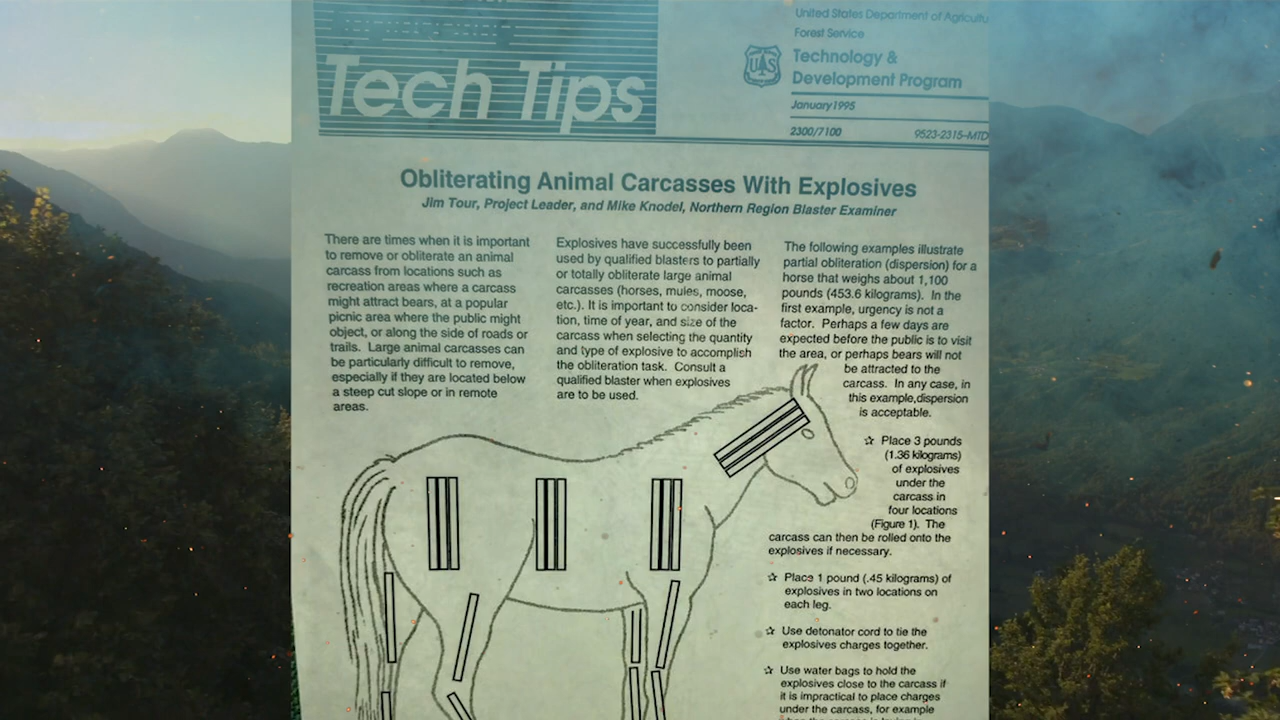 Tech Tips
United States Department of Agricultu
Forest Service
UAS
Technology &
Development Program
January 1995
2300/7100 9523-2315-MTD
Obliterating Animal Carcasses With Explosives
Jim Tour, Project Leader, and Mike Knodel, Northern Region Blaster Examiner
There are times when it is important
to remove or obliterate an animal
carcass from locations such as
recreation areas where a carcass
might attract bears, at a popular
picnic area where the public might
object, or along the side of roads or
trails. Large animal carcasses can
be particularly difficult to remove,
especially if they are located below
a steep cut slope or in remote
areas.
Explosives have successfully been
used by qualified blasters to partially
or totally obliterate large animal
carcasses (horses, mules, moose,
etc.). It is important to consider loca-
tion, time of year, and size of the
carcass when selecting the quantity
and type of explosive to accomplish
the obliteration task. Consult a
qualified blaster when explosives
are to be used.
The following examples illustrate
partial obliteration (dispersion) for a
horse that weighs about 1,100
pounds (453.6 kilograms). In the
first example, urgency is not a
factor. Perhaps a few days are
expected before the public is to visit
the area, or perhaps bears will not
be attracted to the
carcass. In any case, in
this example,dispersion
is acceptable.
☆ Place 3 pounds
(1.36 kilograms)
of explosives
under the
carcass in
four locations
(Figure 1). The
carcass can then be rolled onto the
explosives if necessary.
☆ Place 1 pound (.45 kilograms) of
explosives in two locations on
each leg.
☆ Use detonator cord to tie the
explosives charges together.
☆ Use water bags to hold the
explosives close to the carcass if
it is impractical to place charges
under the carcass, for example